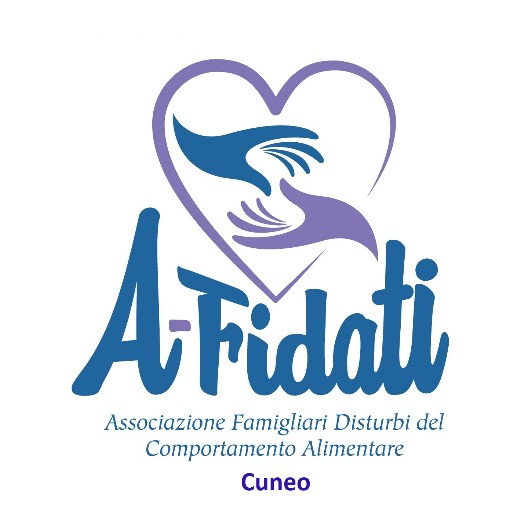 A-Fidati
Associazione Famigliari Disturbi del
Comportamento Alimentare
Cuneo